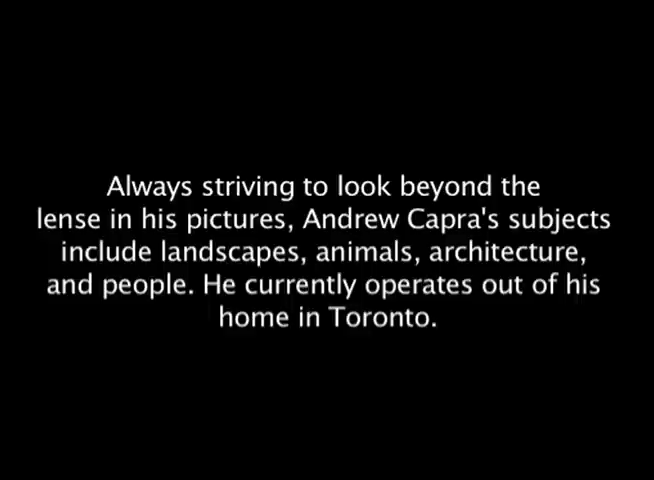 Always striving to look beyond the
lense in his pictures, Andrew Capra's subjects
include landscapes, animals, architecture,
and people. He currently operates out of his
home in Toronto.